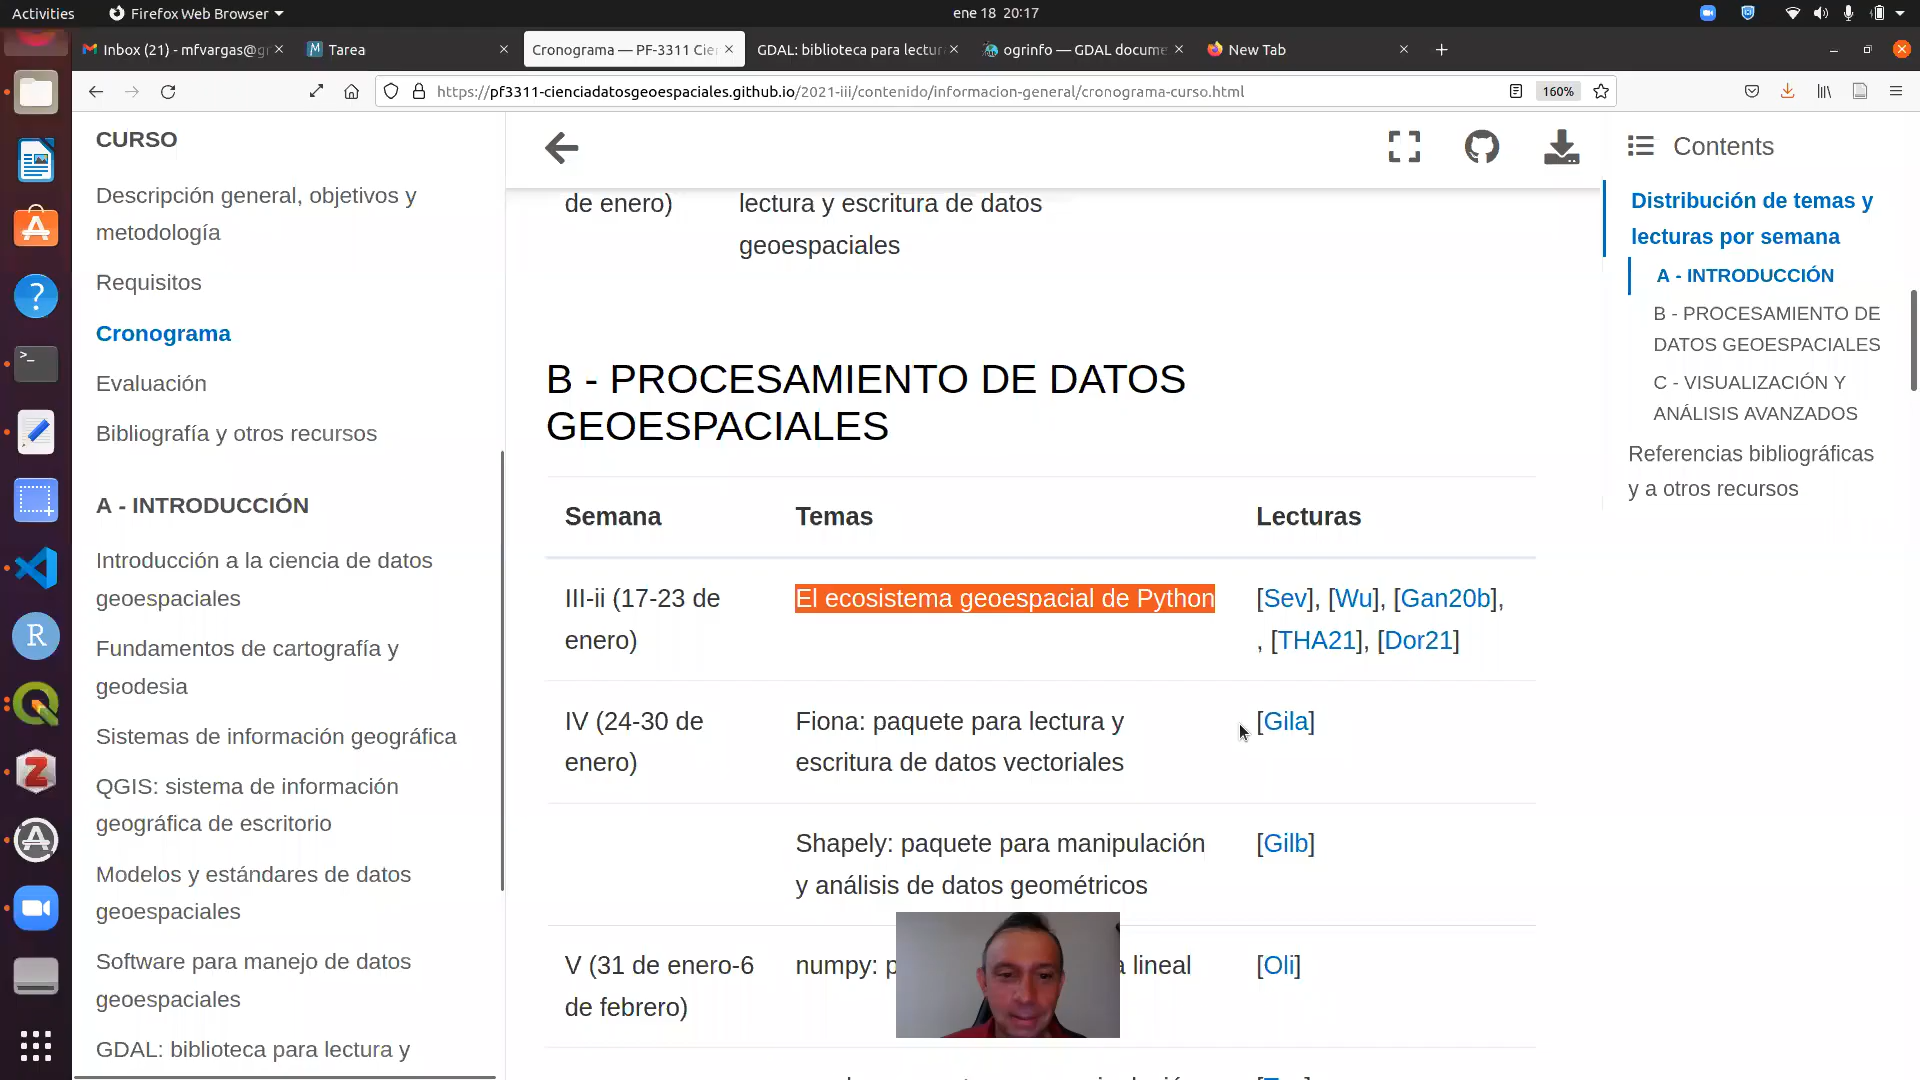 Activities
Firefox Web Browser
ene 18 20:17
Inbox (21) - mfvargas@gr
Tarea
Cronograma — PF-3311 Cie
GDAL: biblioteca para lectur
ogrinfo — GDAL docume
New Tab
https://pf3311-cienciadatosgeoespaciales.github.io/2021-iii/contenido/informacion-general/cronograma-curso.html
160%
CURSO
Descripción general, objetivos y
metodología
Requisitos
Cronograma
Evaluación
Bibliografía y otros recursos
A - INTRODUCCIÓN
Introducción a la ciencia de datos
geoespaciales
Fundamentos de cartografía y
geodesia
Sistemas de información geográfica
QGIS: sistema de información
geográfica de escritorio
Modelos y estándares de datos
geoespaciales
Software para manejo de datos
geoespaciales
GDAL: biblioteca para lectura y
de enero)
lectura y escritura de datos
geoespaciales
B - PROCESAMIENTO DE DATOS
GEOESPACIALES
Semana Temas Lecturas
III-ii (17-23 de
enero)
El ecosistema geoespacial de Python
[Sev], [Wu], [Gan20b],
, [THA21], [Dor21]
IV (24-30 de
enero)
Fiona: paquete para lectura y
escritura de datos vectoriales
[Gila]
Shapely: paquete para manipulación
y análisis de datos geométricos
[Gilb]
V (31 de enero-6
de febrero)
numpy: p
a lineal
[Oli]
Contents
Distribución de temas y
lecturas por semana
A - INTRODUCCIÓN
B - PROCESAMIENTO DE
DATOS GEOESPACIALES
C - VISUALIZACIÓN Y
ANÁLISIS AVANZADOS
Referencias bibliográficas
y a otros recursos